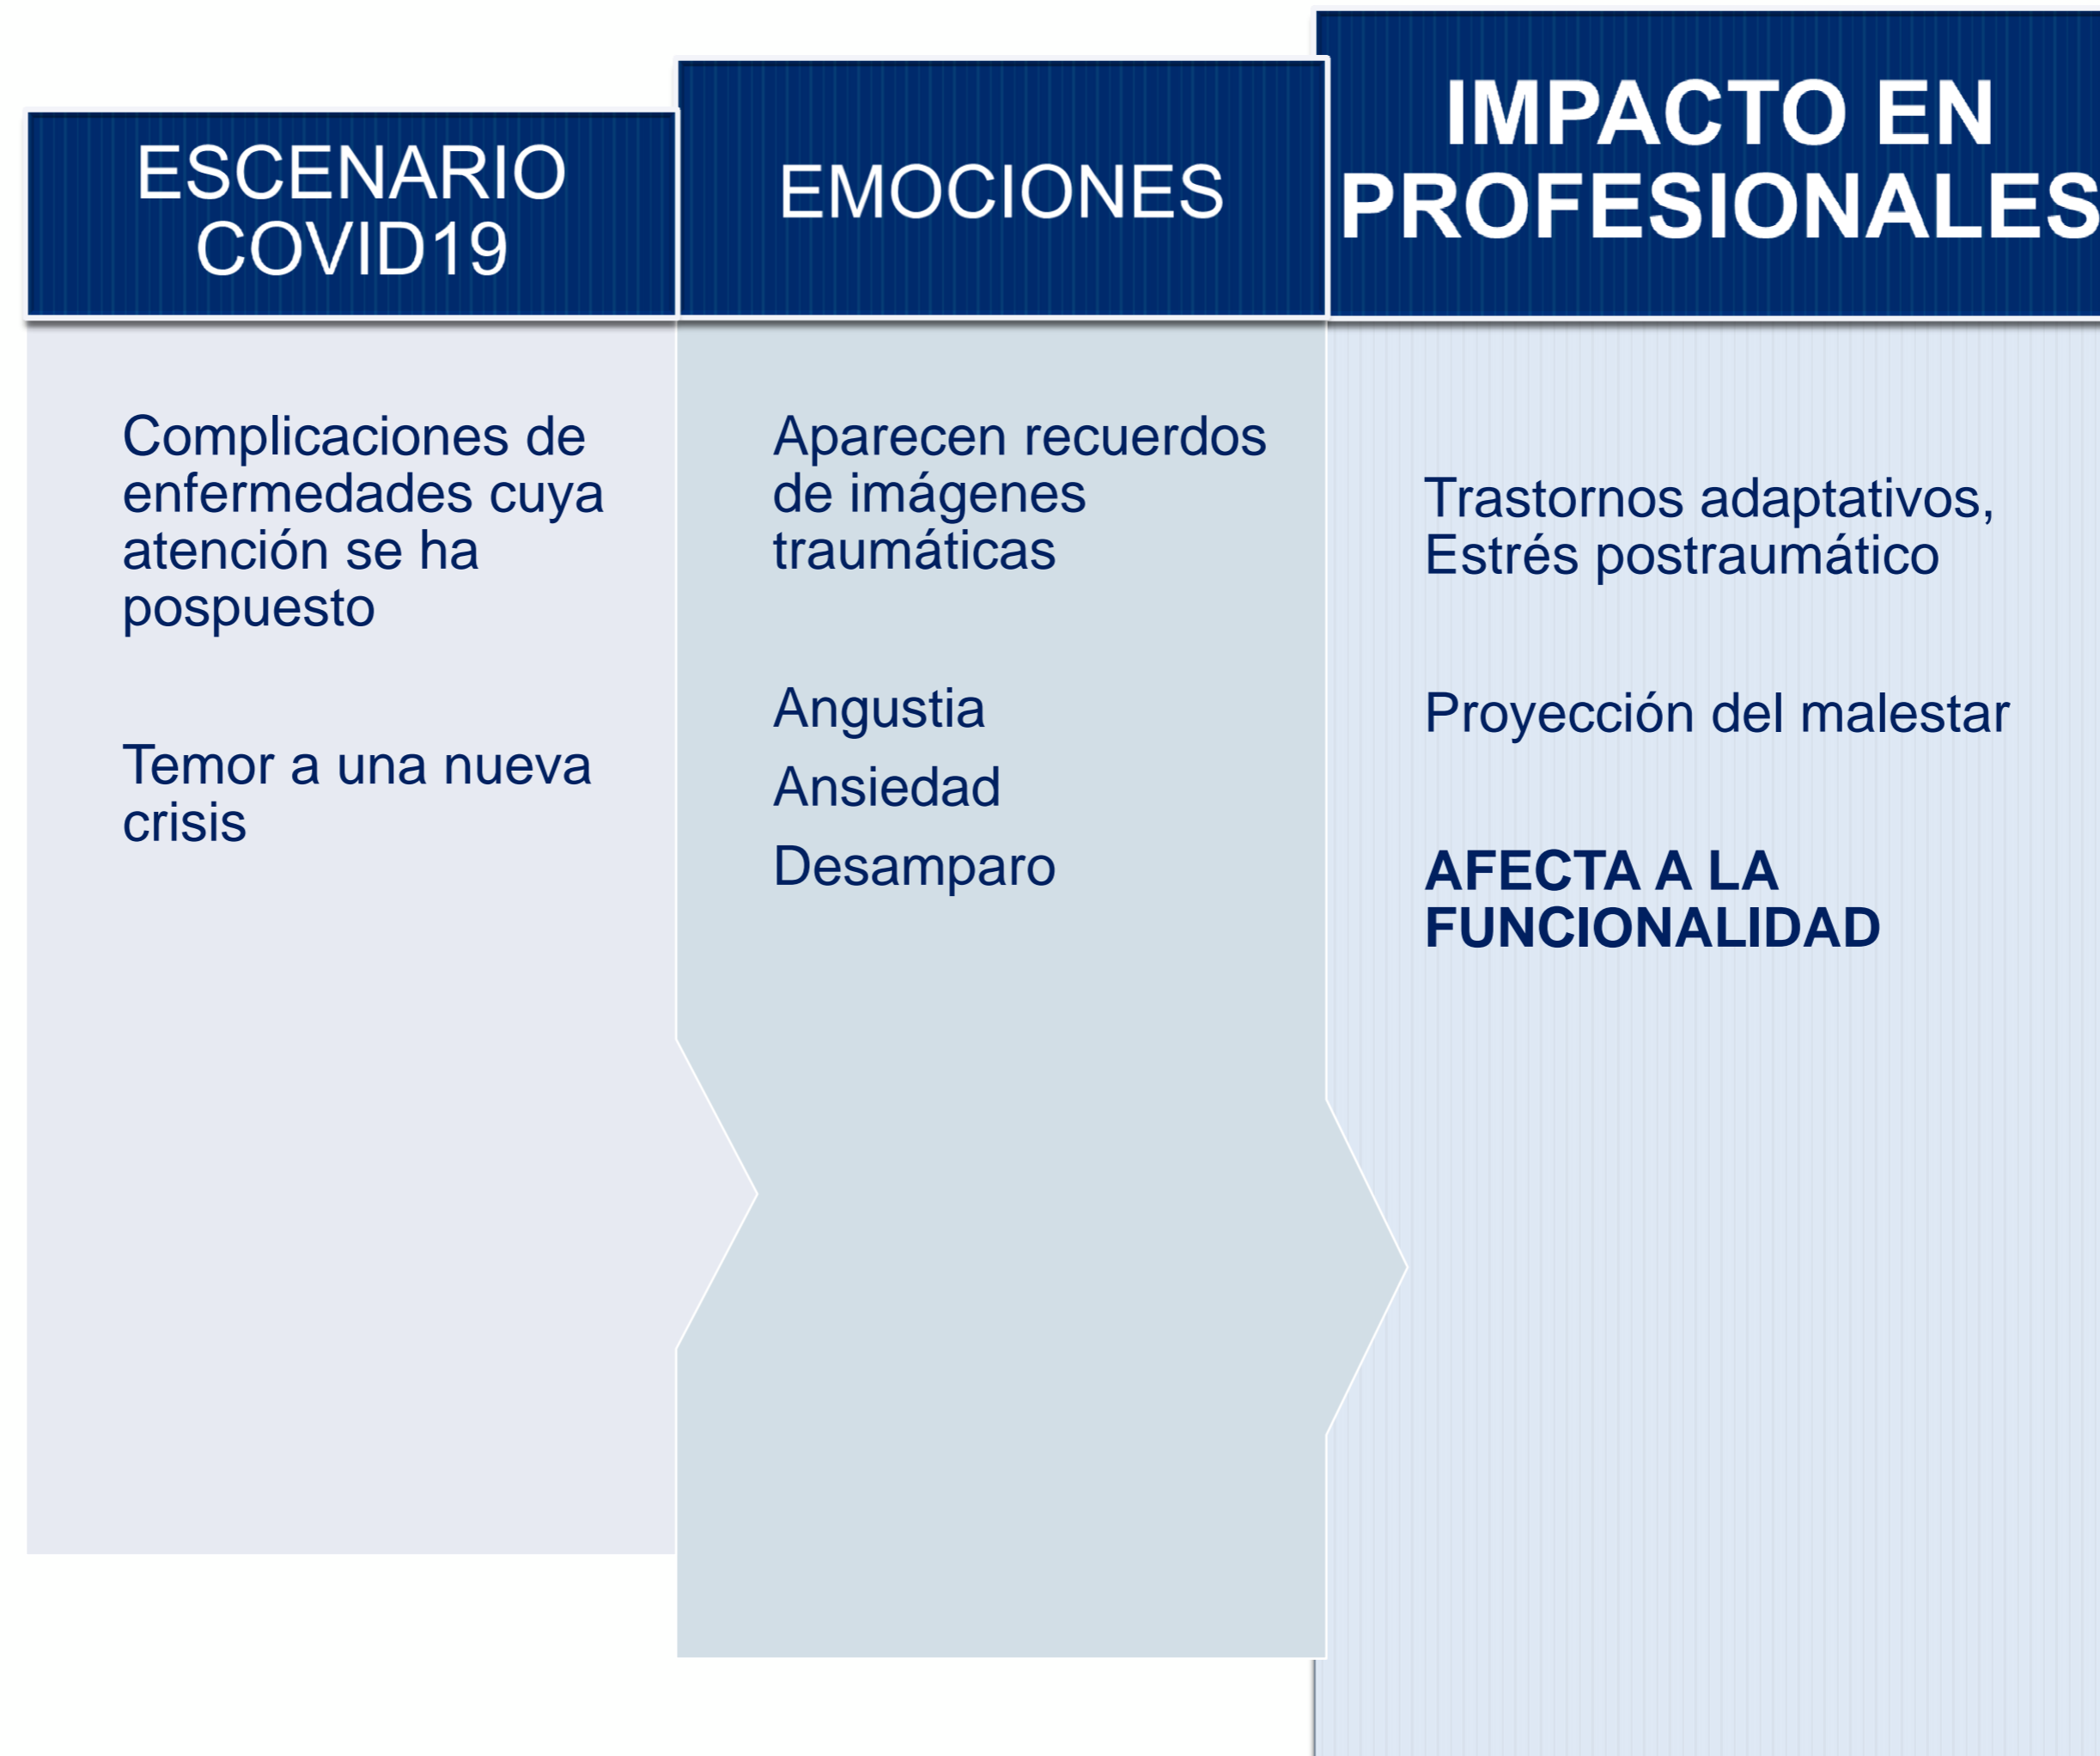 ESCENARIO
COVID19
Complicaciones de
enfermedades cuya
atención se ha
pospuesto
Temor a una nueva
crisis
EMOCIONES
Aparecen recuerdos
de imágenes
traumáticas
Angustia
Ansiedad
Desamparo
IMPACTO EN
PROFESIONALES
Trastornos adaptativos,
Estrés postraumático
Proyección del malestar
AFECTA A LA
FUNCIONALIDAD